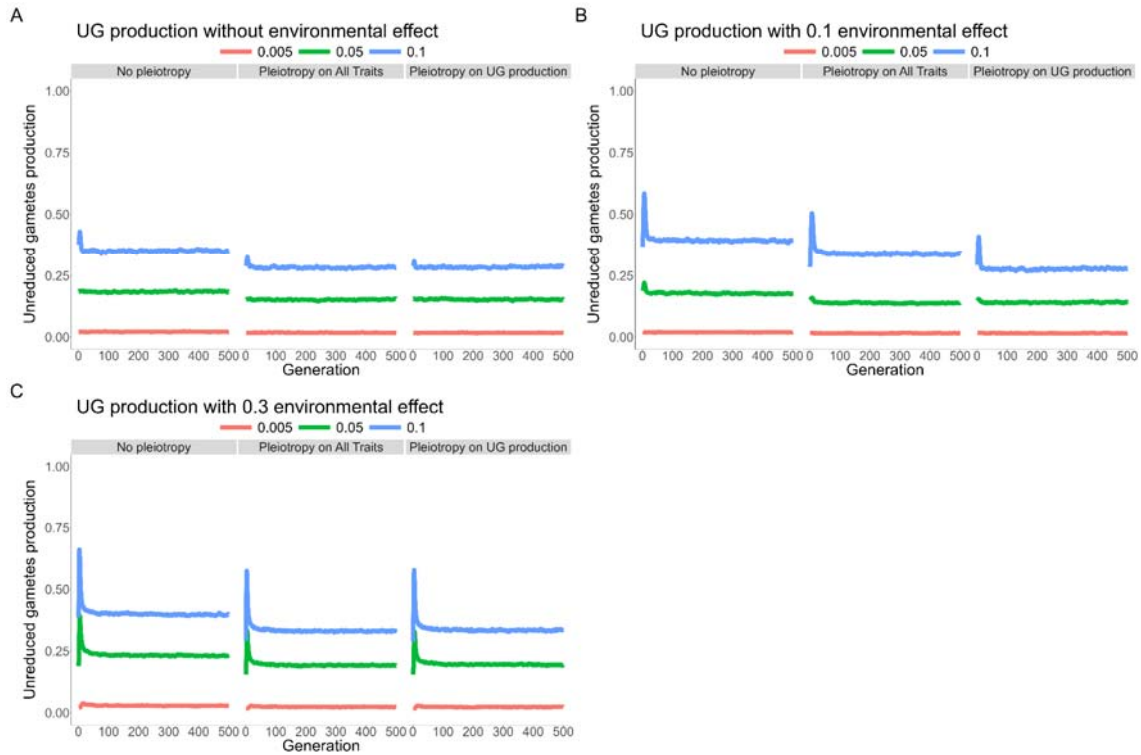 A
UG production without environmental effect
0.005 0.05 0.1
No pleiotropy Pleiotropy on All Traits Pleiotropy on UG production
Unreduced gametes production
1.00
0.75
0.50
0.25
0.00
0 100 200 300 400 500 0 100 200 300 400 500 0 100 200 300 400 500
Generation
B
UG production with 0.1 environmental effect
0.005 0.05 0.1
No pleiotropy Pleiotropy on All Traits Pleiotropy on UG production
Unreduced gametes production
1.00
0.75
0.50
0.25
0.00
0 100 200 300 400 500 0 100 200 300 400 500 0 100 200 300 400 500
Generation
C
UG production with 0.3 environmental effect
0.005 0.05 0.1
No pleiotropy Pleiotropy on All Traits Pleiotropy on UG production
Unreduced gametes production
1.00
0.75
0.50
0.25
0.00
0 100 200 300 400 500 0 100 200 300 400 500 0 100 200 300 400 500
Generation